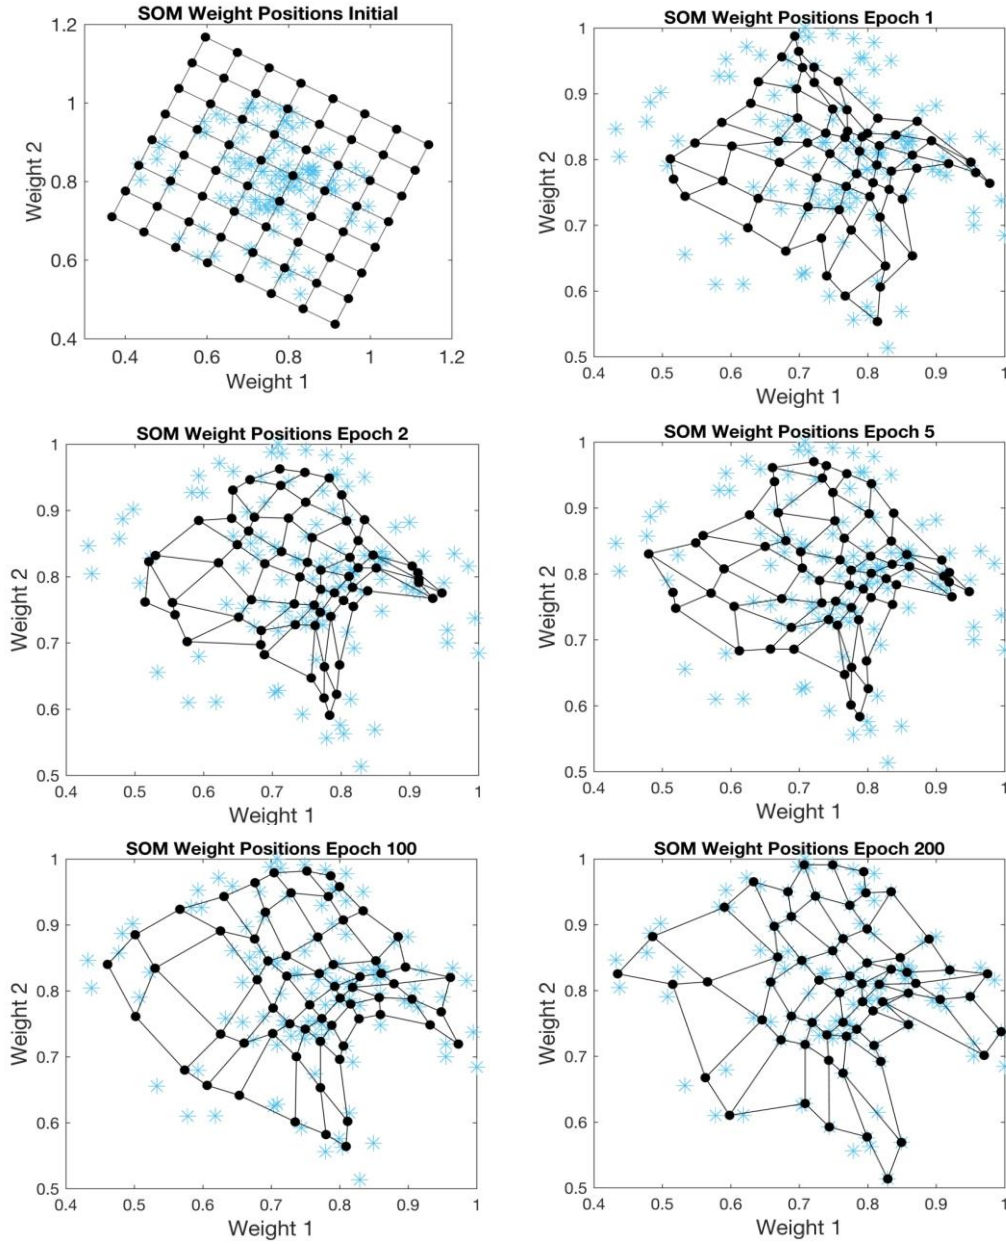 SOM Weight Positions Initial
1.2
1
0.8
0.6
0.4
Weight 2
0.4 0.6 0.8 1 1.2
Weight 1
SOM Weight Positions Epoch 1
1
0.9
0.8
0.7
0.6
0.5
Weight 2
0.4 0.5 0.6 0.7 0.8 0.9 1
Weight 1
SOM Weight Positions Epoch 2
1
0.9
0.8
0.7
0.6
0.5
Weight 2
0.4 0.5 0.6 0.7 0.8 0.9 1
Weight 1
SOM Weight Positions Epoch 5
1
0.9
0.8
0.7
0.6
0.5
Weight 2
0.4 0.5 0.6 0.7 0.8 0.9 1
Weight 1
SOM Weight Positions Epoch 100
1
0.9
0.8
0.7
0.6
0.5
Weight 2
0.4 0.5 0.6 0.7 0.8 0.9 1
Weight 1
SOM Weight Positions Epoch 200
1
0.9
0.8
0.7
0.6
0.5
Weight 2
0.4 0.5 0.6 0.7 0.8 0.9 1
Weight 1